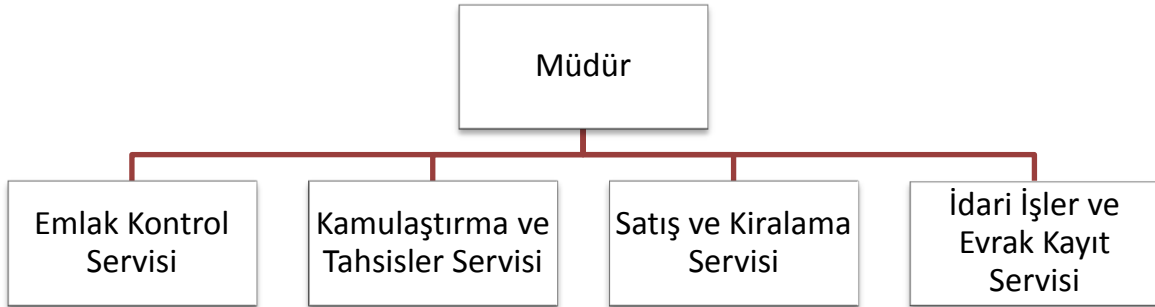 Müdür
Emlak Kontrol
Servisi
Kamulaştırma ve
Tahsisler Servisi
Satış ve Kiralama
Servisi
İdari İşler ve
Evrak Kayıt
Servisi